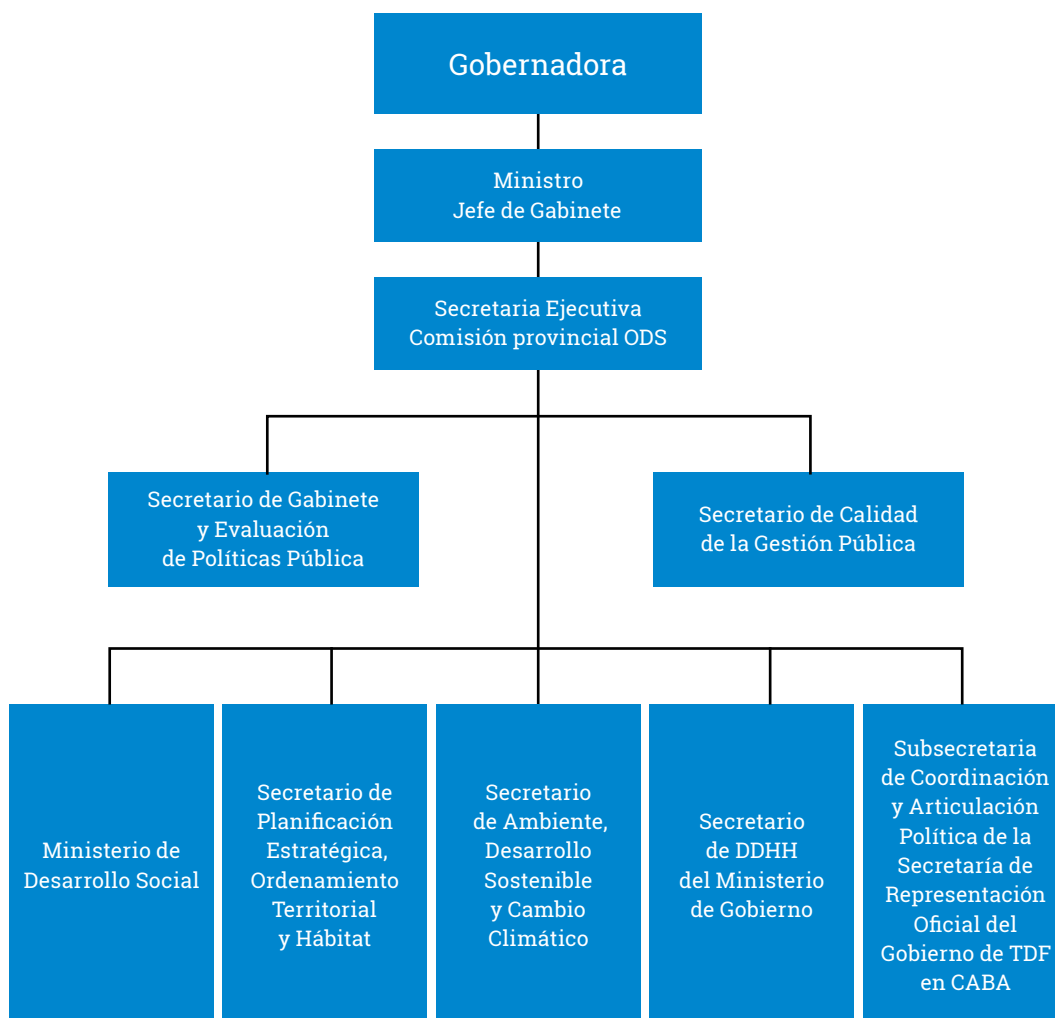 Gobernadora
Ministro
Jefe de Gabinete
Secretaria Ejecutiva
Comisión provincial ODS
Secretario de Gabinete
y Evaluación
de Políticas Pública
Secretario de Calidad
de la Gestión Pública
Ministerio de
Desarrollo Social
Secretario de
Planificación
Estratégica,
Ordenamiento
Territorial
y Hábitat
Secretario
de Ambiente,
Desarrollo
Sostenible
y Cambio
Climático
Secretario
de DDHH
del Ministerio
de Gobierno
Subsecretaria
de Coordinación
y Articulación
Política de la
Secretaría de
Representación
Oficial del
Gobierno de TDF
en CABA